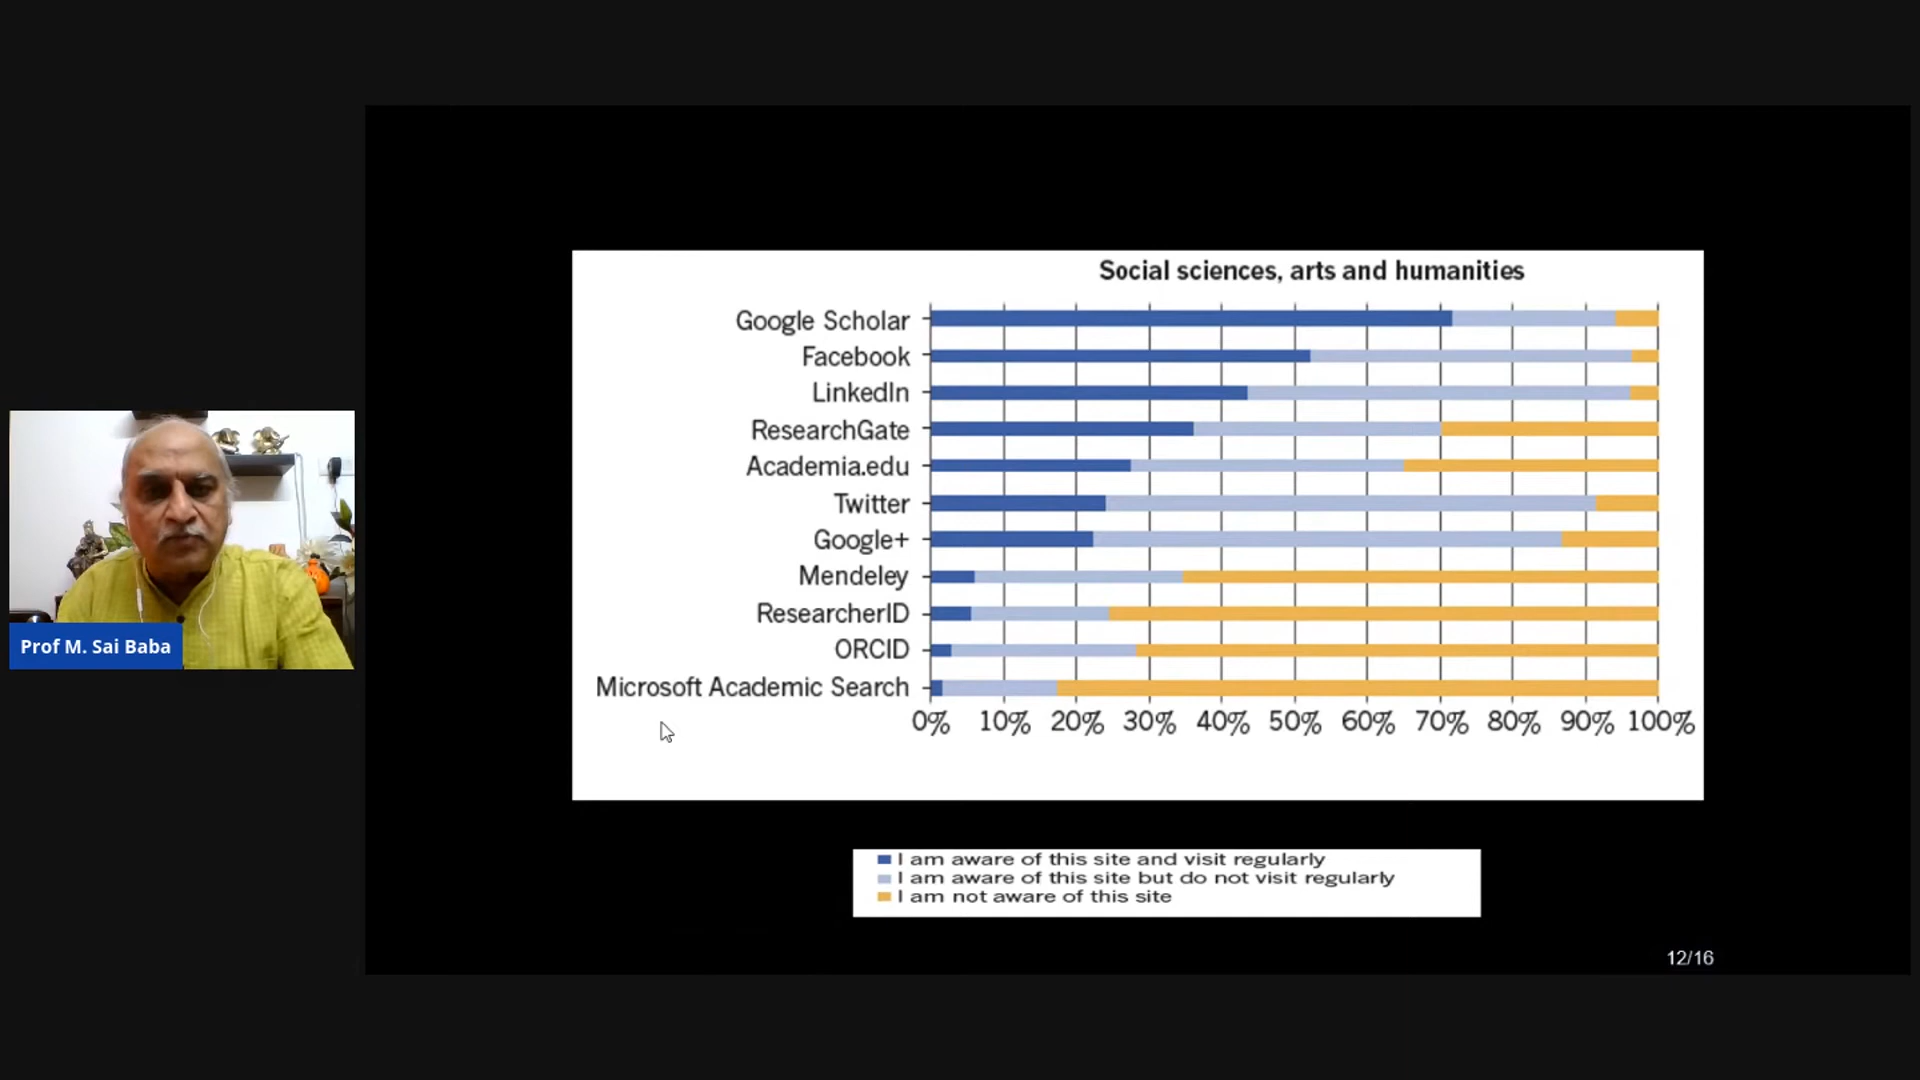 Social sciences, arts and humanities
Google Scholar
Facebook
LinkedIn
ResearchGate
Academia.edu
Twitter
Google+
Mendeley
ResearcherID
ORCID
Microsoft Academic Search
0% 10% 20% 30% 40% 50% 60% 70% 80% 90% 100%
Prof M. Sai Baba
I am aware of this site and visit regularly
I am aware of this site but do not visit regularly
I am not aware of this site
12/16